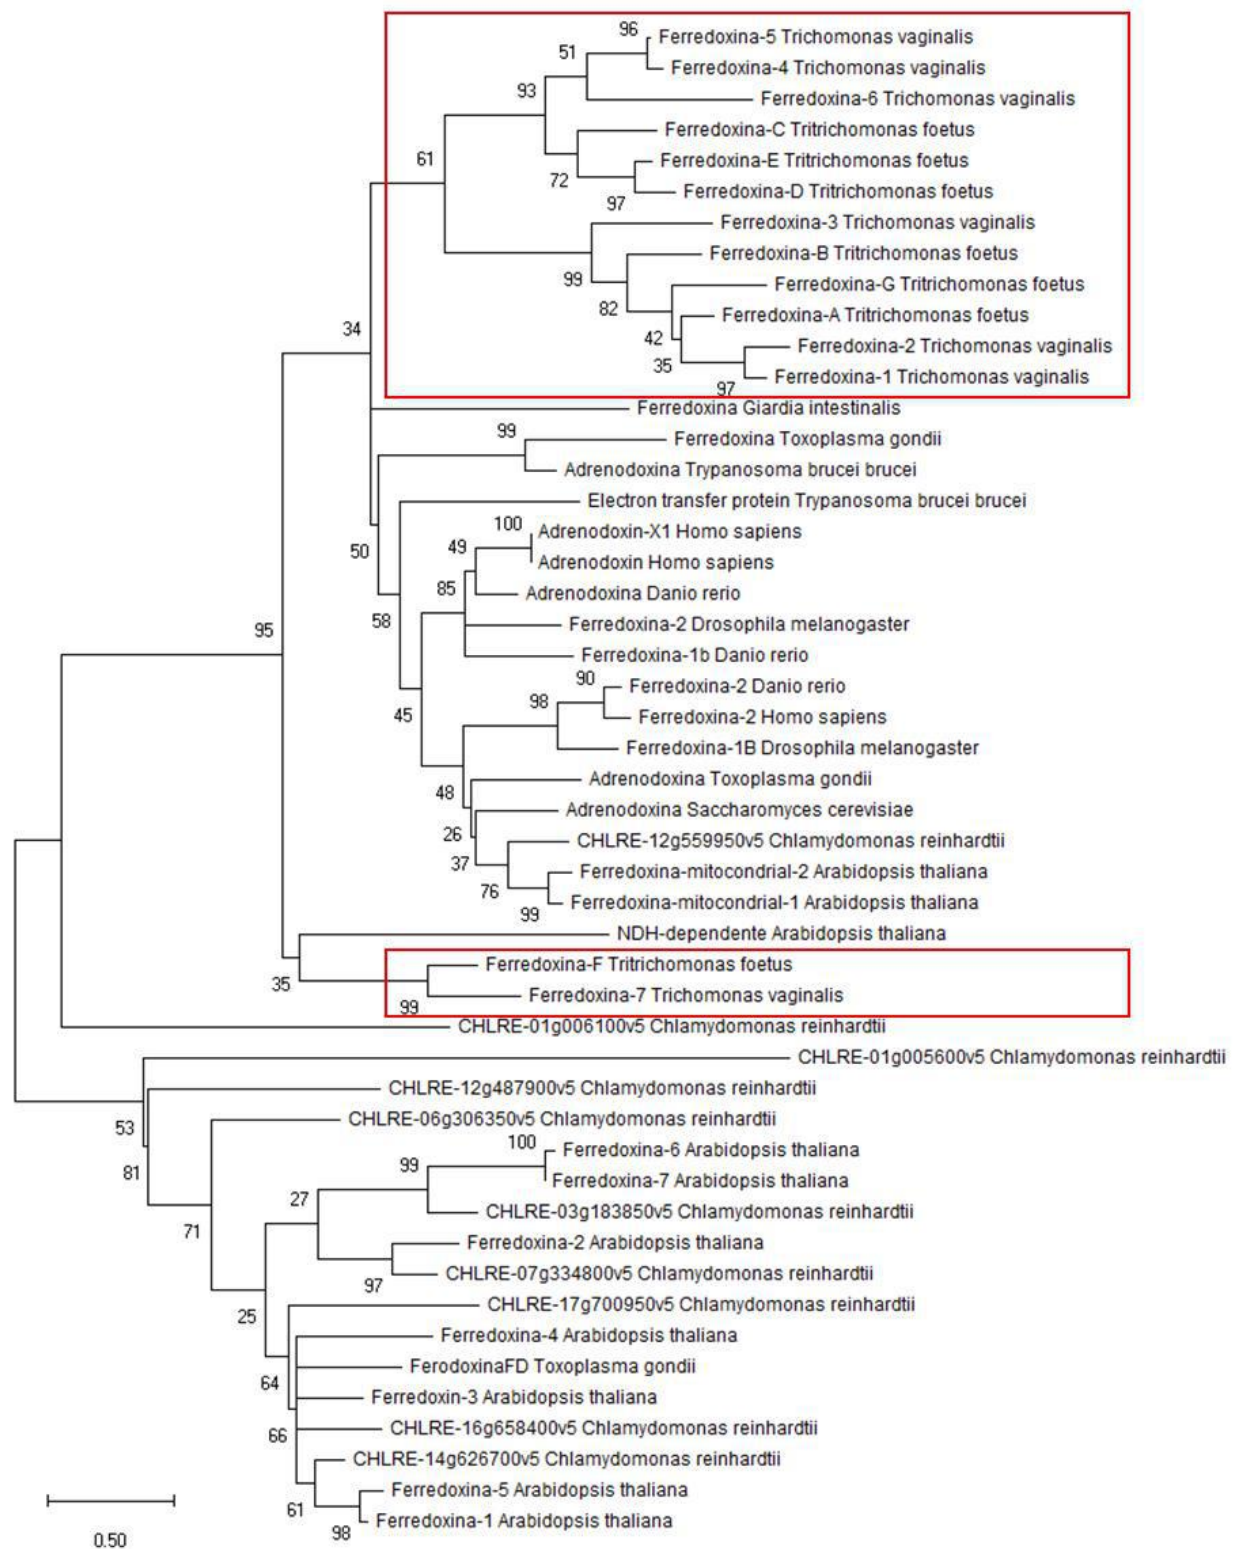 96
Ferredoxina-5 Trichomonas vaginalis
51
Ferredoxina-4 Trichomonas vaginalis
93
Ferredoxina-6 Trichomonas vaginalis
Ferredoxina-C Tritrichomonas foetus
61
Ferredoxina-E Tritrichomonas foetus
72
Ferredoxina-D Tritrichomonas foetus
97
Ferredoxina-3 Trichomonas vaginalis
Ferredoxina-B Tritrichomonas foetus
99
Ferredoxina-G Tritrichomonas foetus
82
Ferredoxina-A Tritrichomonas foetus
34
42
Ferredoxina-2 Trichomonas vaginalis
35
Ferredoxina-1 Trichomonas vaginalis
97
Ferredoxina Giardia intestinalis
99
Ferredoxina Toxoplasma gondii
Adrenodoxina Trypanosoma brucei brucei
Electron transfer protein Trypanosoma brucei brucei
100
Adrenodoxin-X1 Homo sapiens
49
50
Adrenodoxin Homo sapiens
85
Adrenodoxina Danio rerio
58
Ferredoxina-2 Drosophila melanogaster
95
Ferredoxina-1b Danio rerio
90
Ferredoxina-2 Danio rerio
98
45
Ferredoxina-2 Homo sapiens
Ferredoxina-1B Drosophila melanogaster
Adrenodoxina Toxoplasma gondii
48
Adrenodoxina Saccharomyces cerevisiae
26
CHLRE-12g559950v5 Chlamydomonas reinhardtii
37
Ferredoxina-mitocondrial-2 Arabidopsis thaliana
76
Ferredoxina-mitocondrial-1 Arabidopsis thaliana
99
NDH-dependente Arabidopsis thaliana
Ferredoxina-F Tritrichomonas foetus
35
Ferredoxina-7 Trichomonas vaginalis
99
CHLRE-01g006100v5 Chlamydomonas reinhardtii
CHLRE-01g005600v5 Chlamydomonas reinhardtii
CHLRE-12g487900v5 Chlamydomonas reinhardtii
53
CHLRE-06g306350v5 Chlamydomonas reinhardtii
100
Ferredoxina-6 Arabidopsis thaliana
99
81
Ferredoxina-7 Arabidopsis thaliana
27
CHLRE-03g183850v5 Chlamydomonas reinhardtii
71
Ferredoxina-2 Arabidopsis thaliana
CHLRE-07g334800v5 Chlamydomonas reinhardtii
97
CHLRE-17g700950v5 Chlamydomonas reinhardtii
25
Ferredoxina-4 Arabidopsis thaliana
FerodoxinaFD Toxoplasma gondii
64
Ferredoxin-3 Arabidopsis thaliana
CHLRE-16g658400v5 Chlamydomonas reinhardtii
66
CHLRE-14g626700v5 Chlamydomonas reinhardtii
Ferredoxina-5 Arabidopsis thaliana
61
Ferredoxina-1 Arabidopsis thaliana
98
0.50